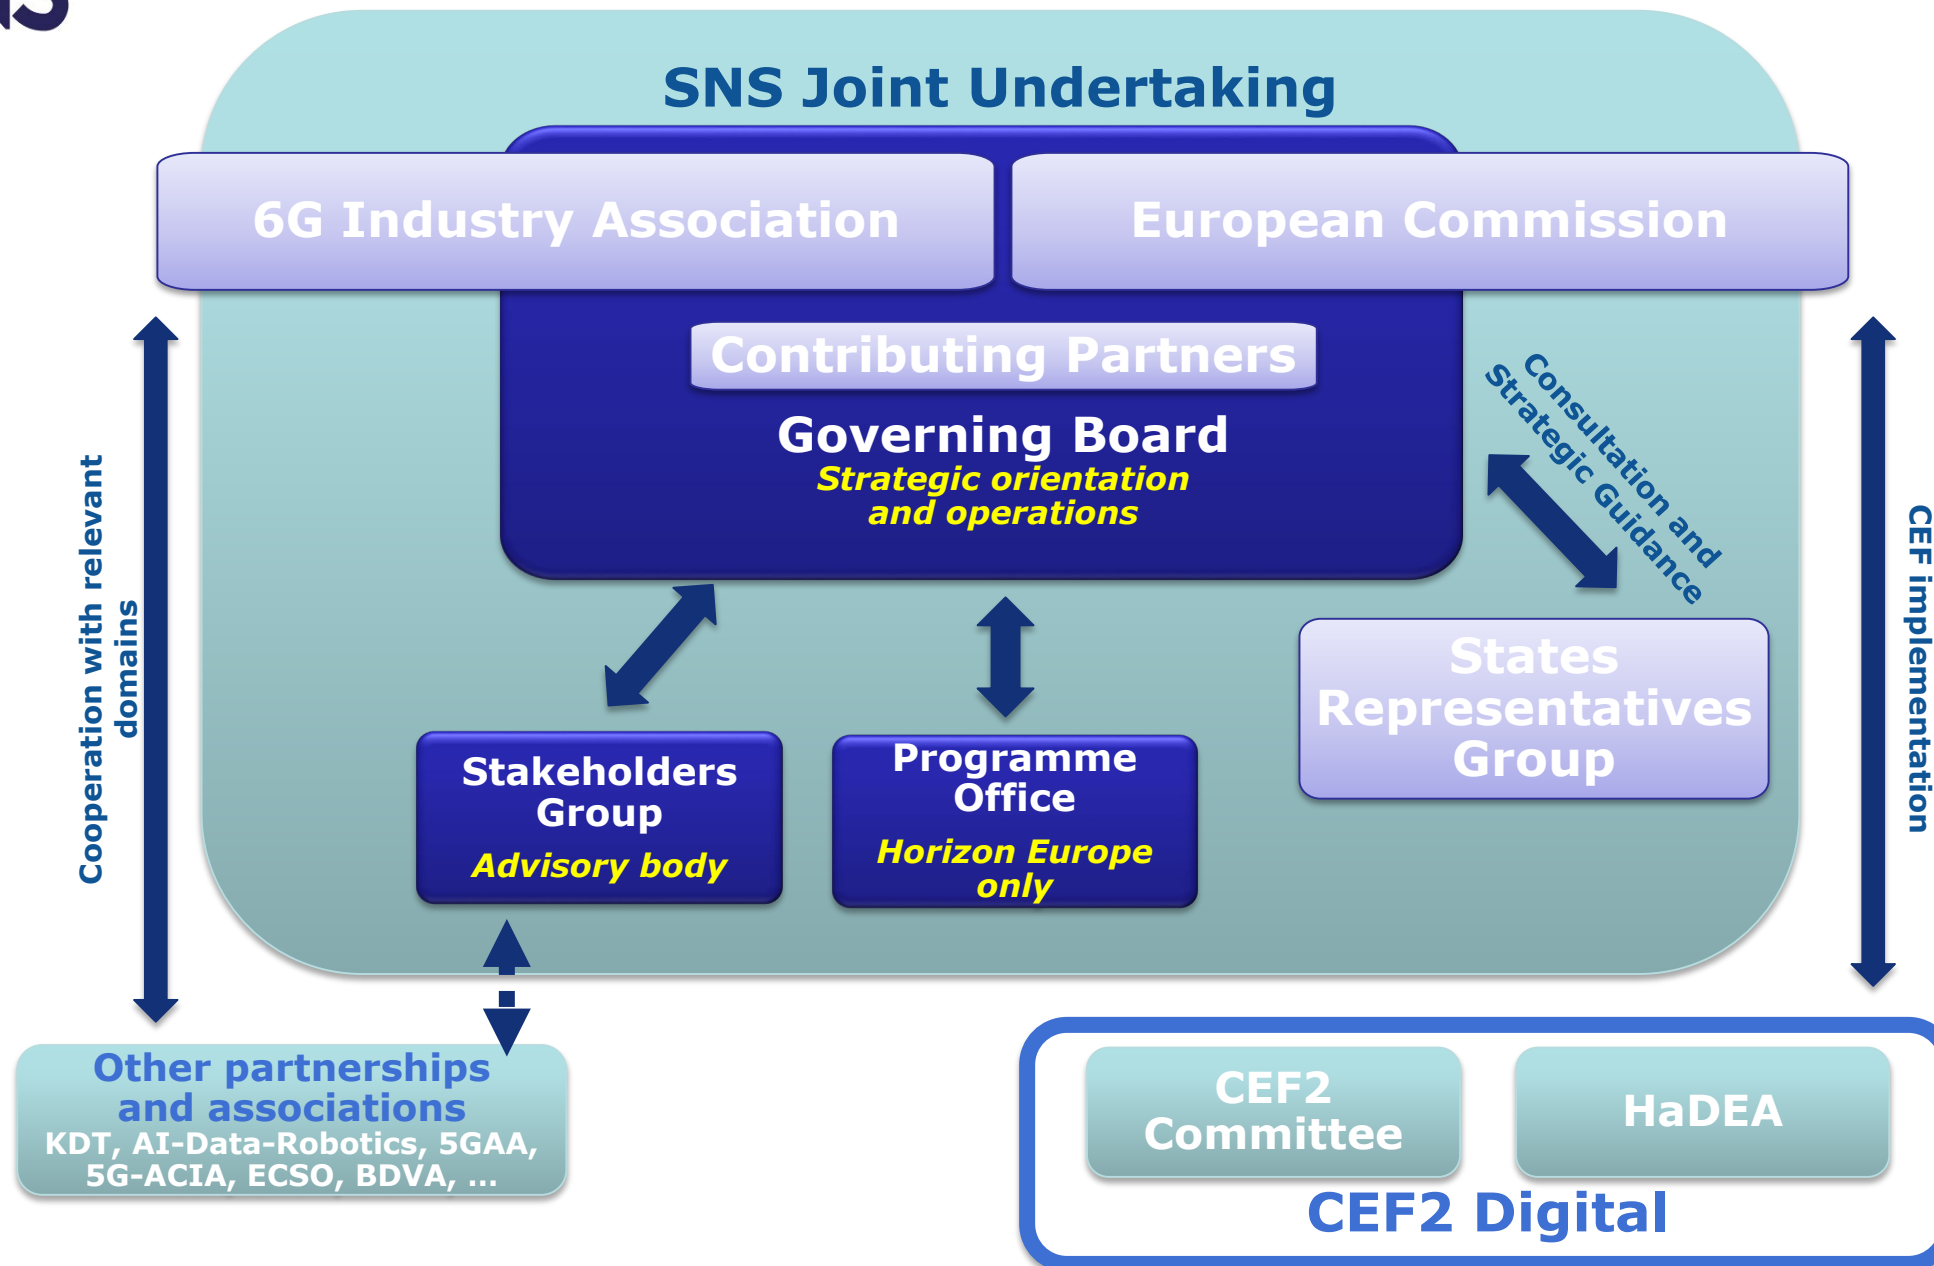 SNS Joint Undertaking
6G Industry Association
European Commission
Contributing Partners
Governing Board
Strategic orientation
and operations
Consultation and
Strategic Guidance
Cooperation with relevant
domains
CEF implementation
States
Representatives
Group
Stakeholders
Group
Advisory body
Programme
Office
Horizon Europe
only
Other partnerships
and associations
KDT, AI-Data-Robotics, 5GAA,
5G-ACIA, ECSO, BDVA, ...
CEF2
Committee
HaDEA
CEF2 Digital